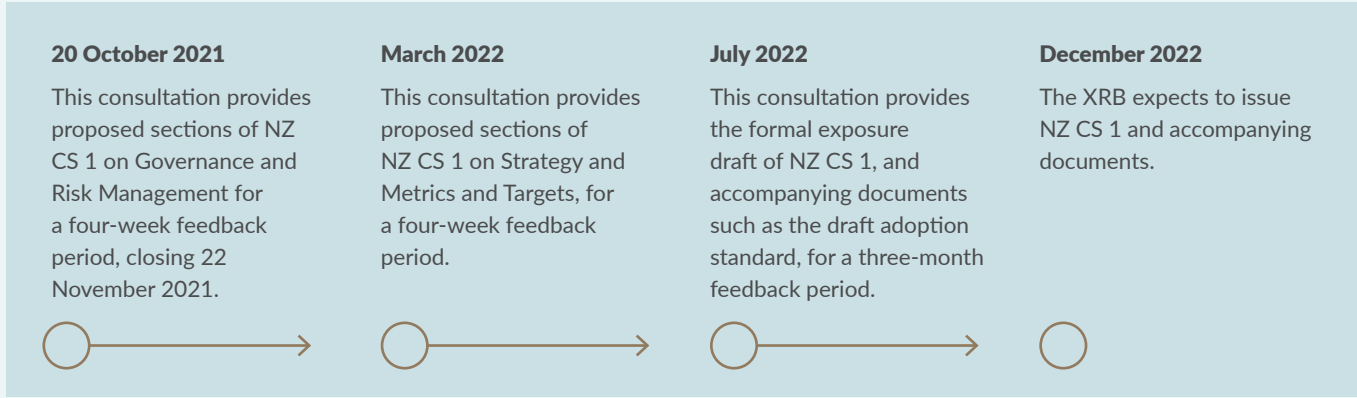 20 October 2021
This consultation provides
proposed sections of NZ
CS 1 on Governance and
Risk Management for
a four-week feedback
period, closing 22
November 2021.
March 2022
This consultation provides
proposed sections of
NZ CS 1 on Strategy and
Metrics and Targets, for
a four-week feedback
period.
July 2022
This consultation provides
the formal exposure
draft of NZ CS 1, and
accompanying documents
such as the draft adoption
standard, for a three-month
feedback period.
December 2022
The XRB expects to issue
NZ CS 1 and accompanying
documents.